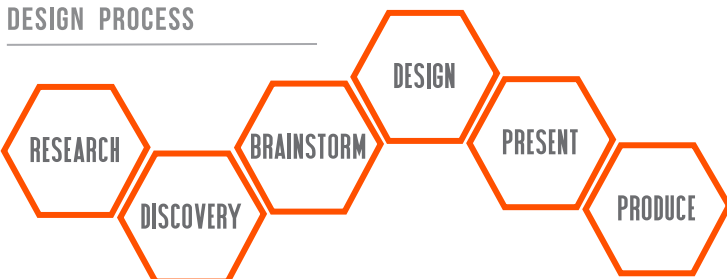 DESIGN PROCESS
RESEARCH
DISCOVERY
BRAINSTORM
DESIGN
PRESENT
PRODUCE